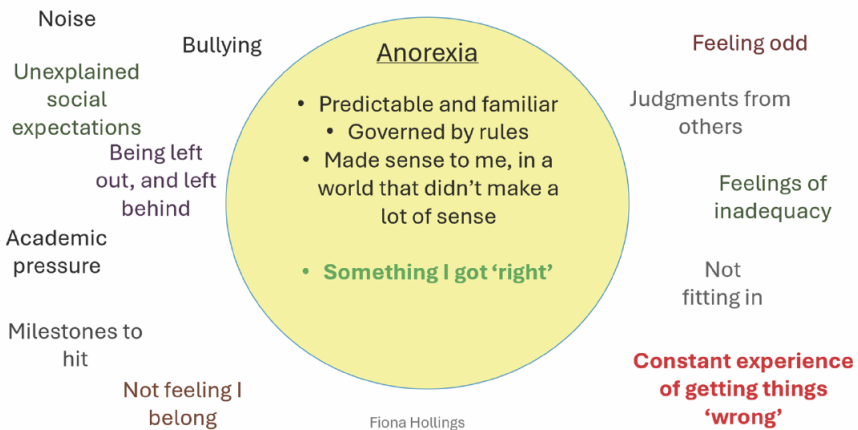 Noise
Bullying
Unexplained
social
expectations
Being left
out, and left
behind
Academic
pressure
Milestones to
hit
Not feeling I
belong
Anorexia
• Predictable and familiar
• Governed by rules
• Made sense to me, in a
world that didn’t make a
lot of sense
• Something I got ‘right’
Fiona Hollings
Feeling odd
Judgments from
others
Feelings of
inadequacy
Not
fitting in
Constant experience
of getting things
‘wrong’